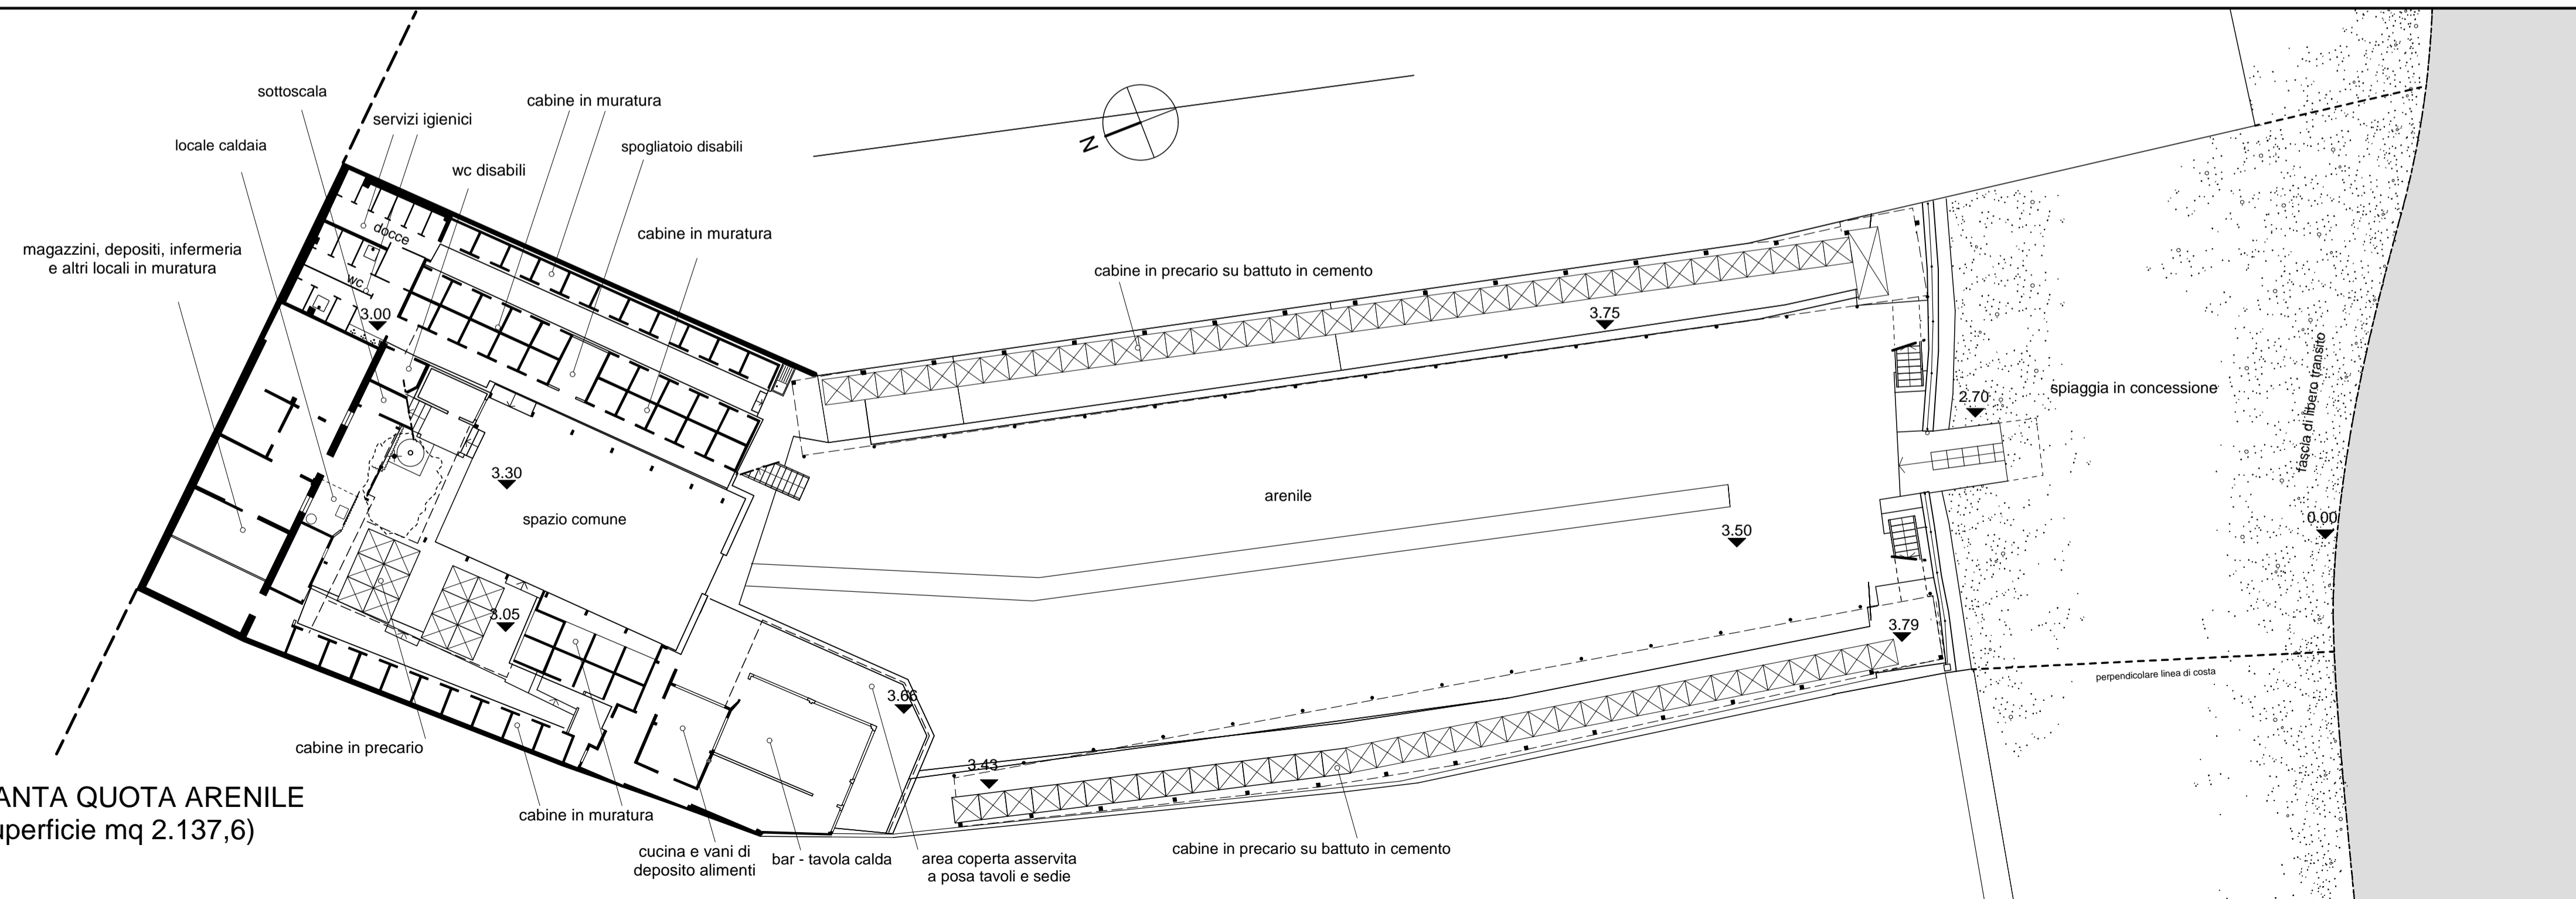 sottoscala
cabine in muratura
servizi igienici
locale caldaia
spogliatoio disabili
wc disabili
magazzini, depositi, infermeria
e altri locali in muratura
cabine in muratura
docce
wc
3.00
N
cabine in precario su battuto in cemento
3.75
2.70
spiaggia in concessione
fascia di libero transito
3.30
spazio comune
arenile
3.50
0.00
3.05
3.79
perpendicolare linea di costa
3.66
3.43
cabine in precario
ANTA QUOTA ARENILE
uperficie mq 2.137,6)
cabine in muratura
cucina e vani di
deposito alimenti
bar - tavola calda
area coperta asservita
a posa tavoli e sedie
cabine in precario su battuto in cemento